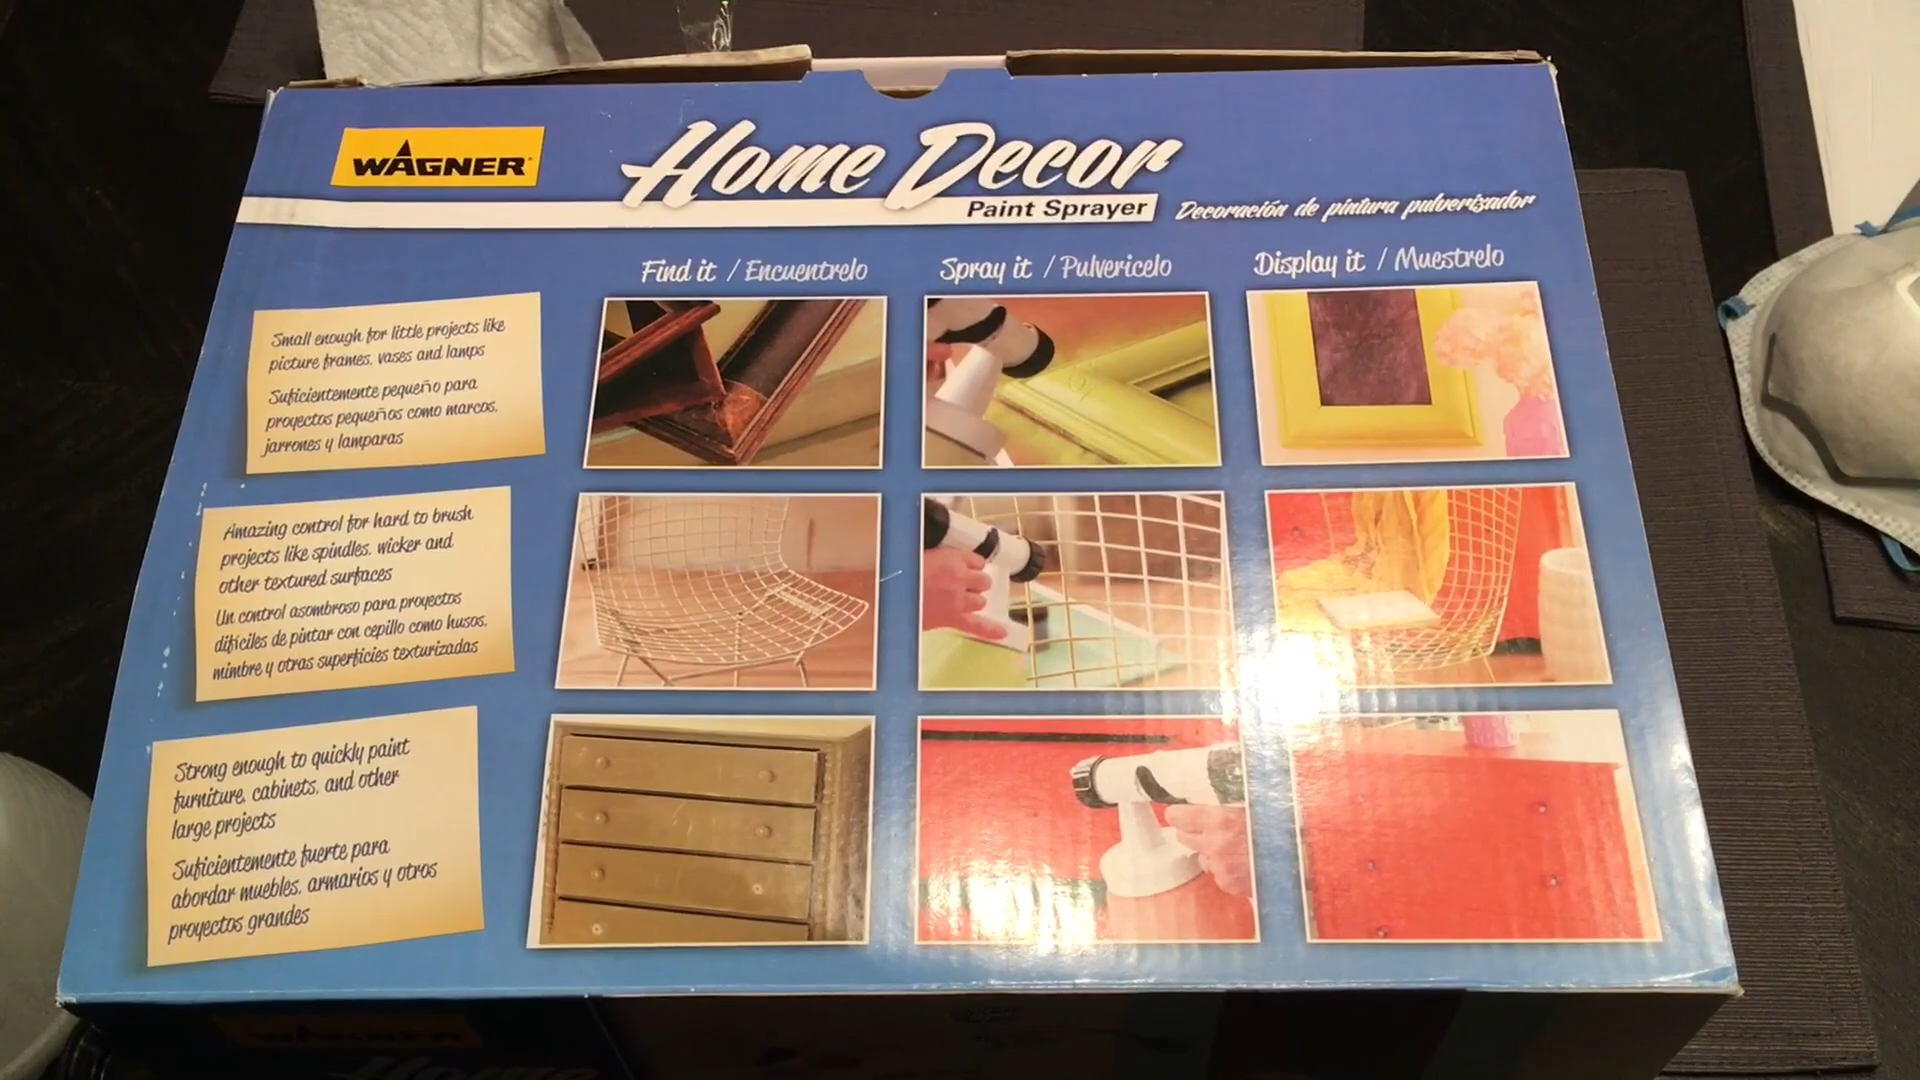 WAGNER
Home Decor
Paint Sprayer
Decoración de pintura pulverizador
Find it / Encuentrelo
Spray it / Pulvericelo
Display it / Muestrelo
Small enough for little projects like
picture frames, vases and lamps
Suficientemente pequeño para
proyectos pequeños como marcos,
jarrones y lamparas
Amazing control for hard to brush
projects like spindles, wicker and
other textured surfaces
Un control asombroso para proyectos
difíciles de pintar con cepillo como husos,
mimbre y otras superficies texturizadas
Strong enough to quickly paint
furniture, cabinets, and other
large projects
Suficientemente fuerte para
abordar muebles, armarios y otros
proyectos grandes
WAGNER
Home